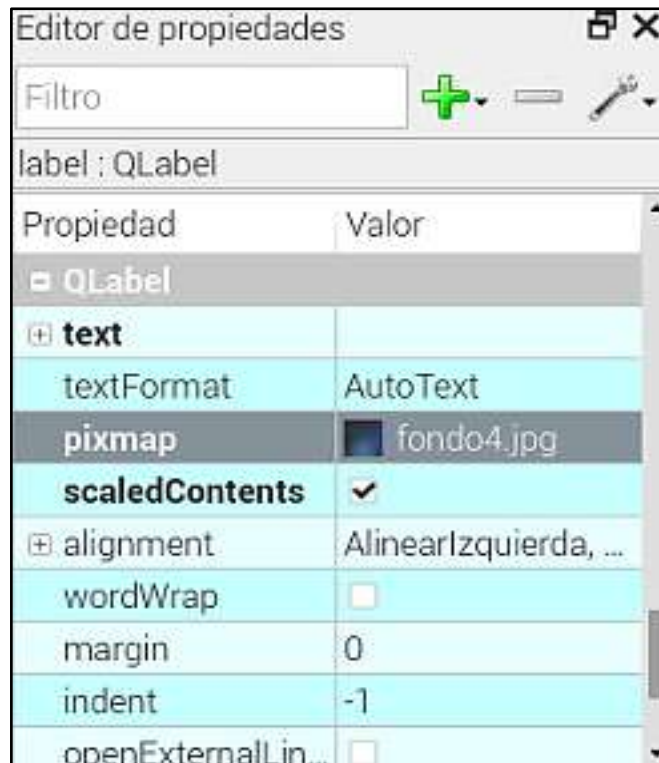 Editor de propiedades
Filtro
label : QLabel
Propiedad Valor
QLabel
text
textFormat AutoText
pixmap fondo4.jpg
scaledContents
alignment AlinearIzquierda, ...
wordWrap
margin 0
indent -1
openExternalLin...